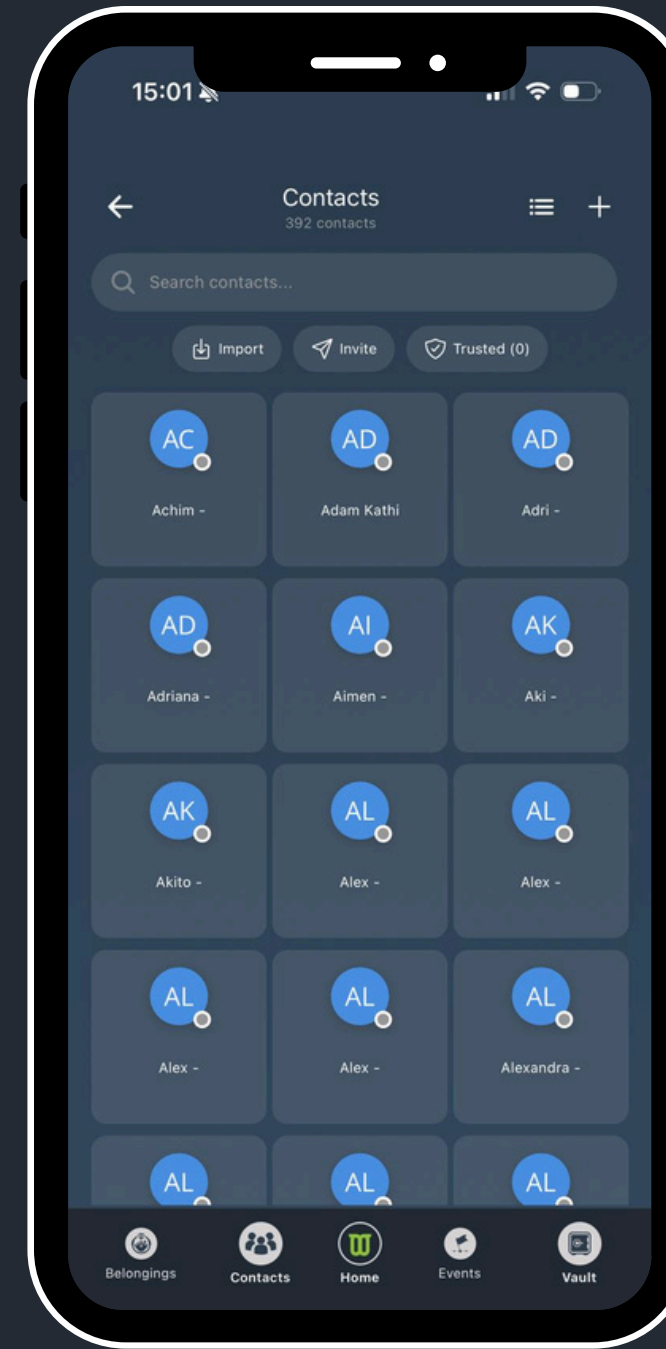 15:01
Contacts
392 contacts
Search contacts...
Import Invite Trusted (0)
AC AD AD
Achim - Adam Kathi Adri -
AD AI AK
Adriana - Aimen - Aki -
AK AL AL
Akito - Alex - Alex -
AL AL AL
Alex - Alex - Alexandra -
AL AL AL
Belongings Contacts Home Events Vault